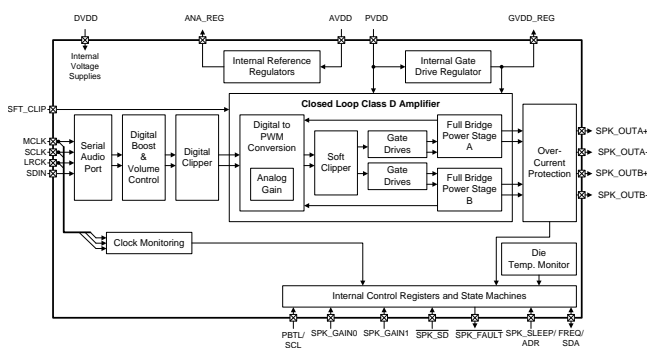 DVDD
ANA_REG
AVDD
PVDD
GVDD_REG
Internal
Voltage
Supplies
Internal Reference
Regulators
Internal Gate
Drive Regulator
SFT_CLIP
Closed Loop Class D Amplifier
MCLK
SCLK
LRCK
SDIN
Serial
Audio
Port
Digital
Boost
&
Volume
Control
Digital
Clipper
Digital to
PWM
Conversion
Analog
Gain
Soft
Clipper
Gate
Drives
Gate
Drives
Full Bridge
Power Stage
A
Full Bridge
Power Stage
B
Over-
Current
Protection
SPK_OUTA+
SPK_OUTA-
SPK_OUTB+
SPK_OUTB-
Clock Monitoring
Die
Temp. Monitor
Internal Control Registers and State Machines
PBTL/
SCL
SPK_GAIN0
SPK_GAIN1
SPK_SD
SPK_FAULT
SPK_SLEEP/
ADR
FREQ/
SDA